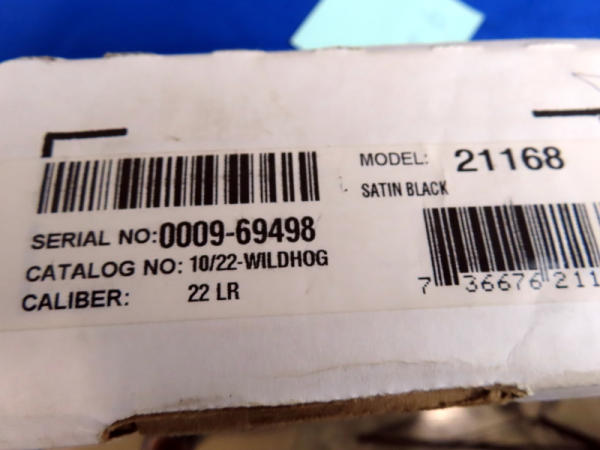 SERIAL NO:0009-69498
CATALOG NO: 10/22-WILDHOG
CALIBER: 22 LR
MODEL: 21168
SATIN BLACK
7 36676 211